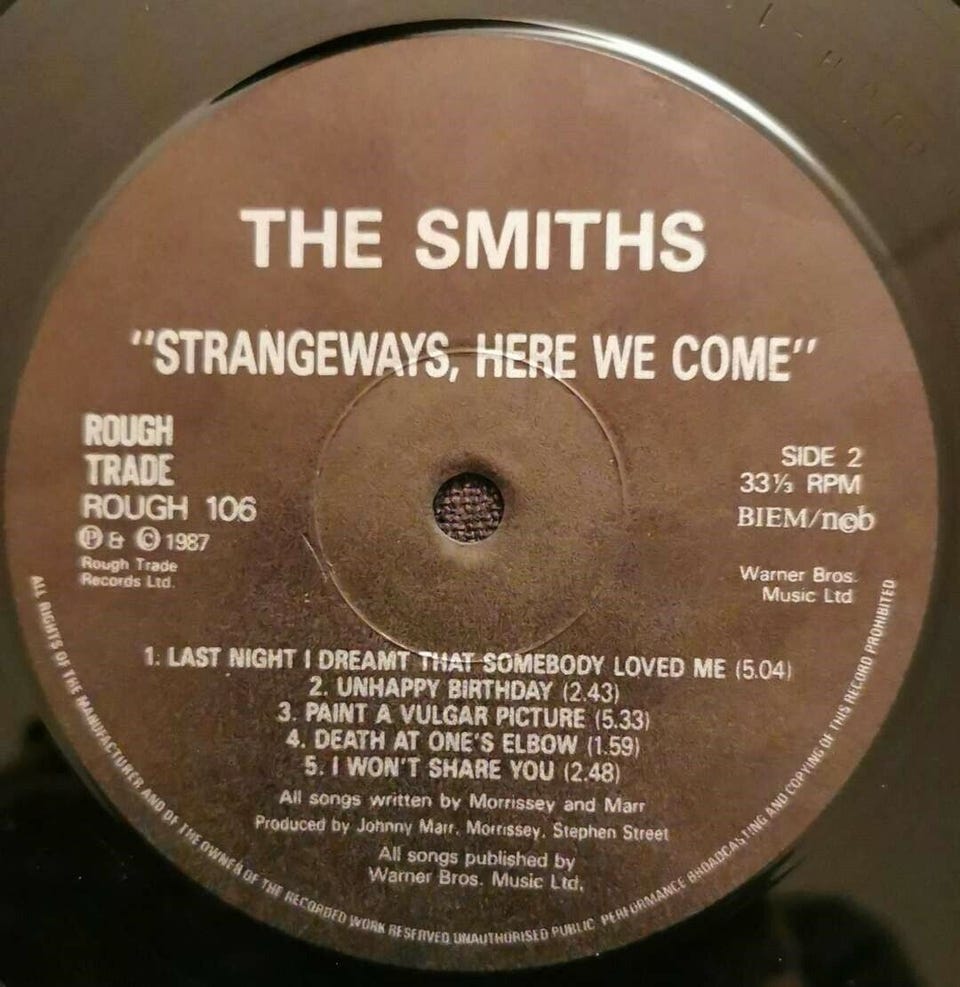 THE SMITHS
"STRANGEWAYS, HERE WE COME"
ROUGH
TRADE
ROUGH 106
Ⓟ & © 1987
Rough Trade
Records Ltd.
SIDE 2
33⅓ RPM
BIEM/ncb
Warner Bros.
Music Ltd
1. LAST NIGHT I DREAMT THAT SOMEBODY LOVED ME (5.04)
2. UNHAPPY BIRTHDAY (2.43)
3. PAINT A VULGAR PICTURE (5.33)
4. DEATH AT ONE'S ELBOW (1.59)
5. I WON'T SHARE YOU (2.48)
All songs written by Morrissey and Marr
Produced by Johnny Marr, Morrissey, Stephen Street
All songs published by
Warner Bros. Music Ltd.
ALL RIGHTS OF THE MANUFACTURER AND OF THE OWNER OF THE RECORDED WORK RESERVED UNAUTHORISED PUBLIC PERFORMANCE BROADCASTING AND COPYING OF THIS RECORD PROHIBITED